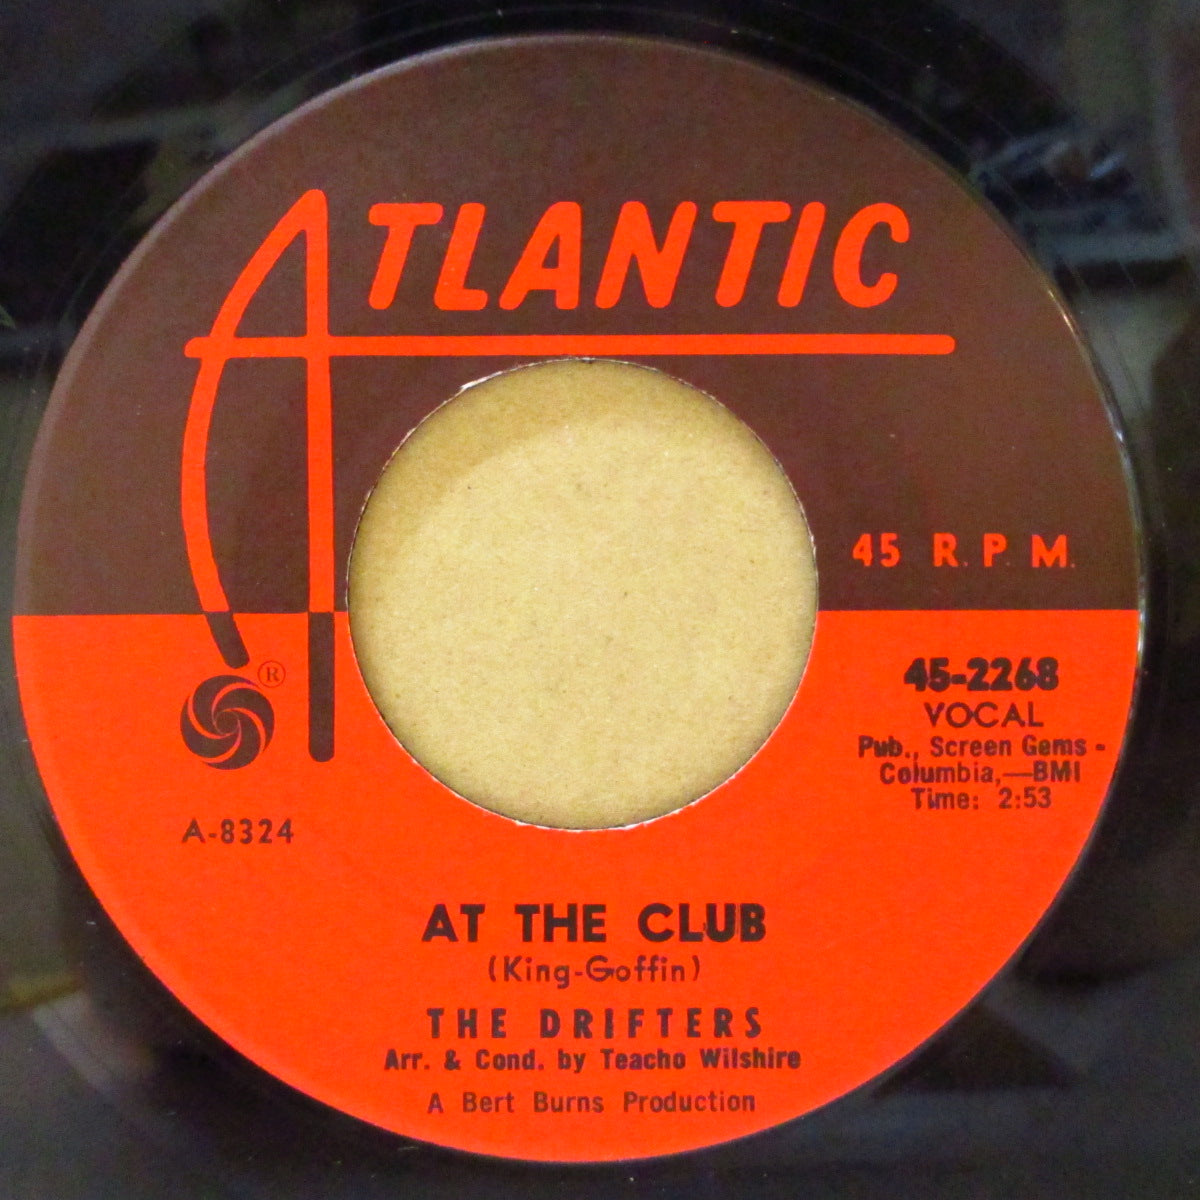 ATLANTIC
45 R.P.M.
®
45-2268
VOCAL
Pub., Screen Gems -
Columbia,—BMI
Time: 2:53
A-8324
AT THE CLUB
(King-Goffin)
THE DRIFTERS
Arr. & Cond. by Teacho Wilshire
A Bert Burns Production